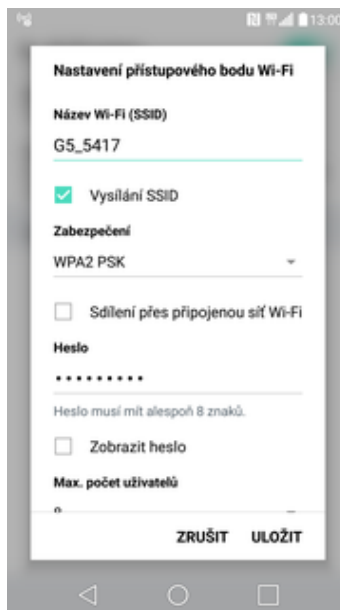 13:00
Nastavení přístupového bodu Wi-Fi
Název Wi-Fi (SSID)
G5_5417
Vysílání SSID
Zabezpečení
WPA2 PSK
Sdílení přes připojenou síť Wi-Fi
Heslo
•••••••••
Heslo musí mít alespoň 8 znaků.
Zobrazit heslo
Max. počet uživatelů
ZRUŠIT ULOŽIT